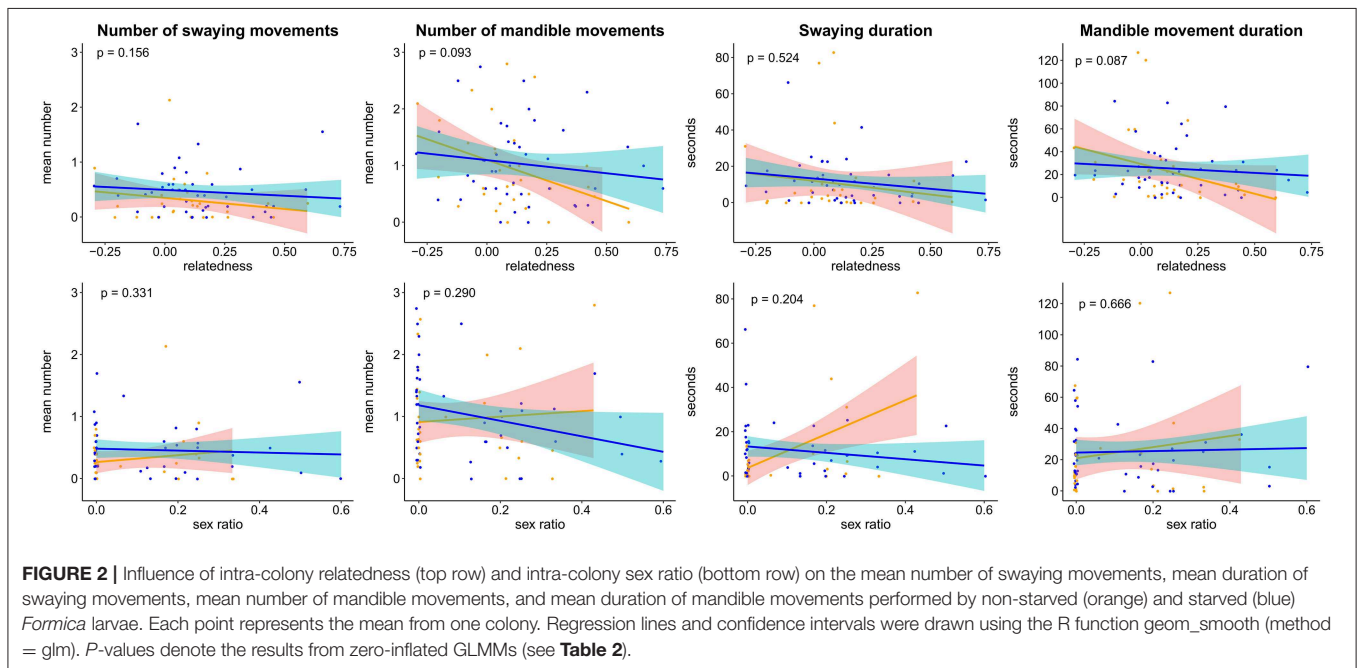 Number of swaying movements
Number of mandible movements
Swaying duration
Mandible movement duration
3
2
1
0
mean number
p = 0.156
−0.25
0.00
0.25
0.50
0.75
relatedness
3
2
1
0
mean number
p = 0.093
−0.25
0.00
0.25
0.50
0.75
relatedness
80
60
40
20
0
seconds
p = 0.524
−0.25
0.00
0.25
0.50
0.75
relatedness
120
100
80
60
40
20
0
seconds
p = 0.087
−0.25
0.00
0.25
0.50
0.75
relatedness
3
2
1
0
mean number
p = 0.331
0.0
0.2
0.4
0.6
sex ratio
3
2
1
0
mean number
p = 0.290
0.0
0.2
0.4
0.6
sex ratio
80
60
40
20
0
seconds
p = 0.204
0.0
0.2
0.4
0.6
sex ratio
120
100
80
60
40
20
0
seconds
p = 0.666
0.0
0.2
0.4
0.6
sex ratio
FIGURE 2 | Influence of intra-colony relatedness (top row) and intra-colony sex ratio (bottom row) on the mean number of swaying movements, mean duration of
swaying movements, mean number of mandible movements, and mean duration of mandible movements performed by non-starved (orange) and starved (blue)
Formica larvae. Each point represents the mean from one colony. Regression lines and confidence intervals were drawn using the R function geom_smooth (method
= glm). P-values denote the results from zero-inflated GLMMs (see Table 2).